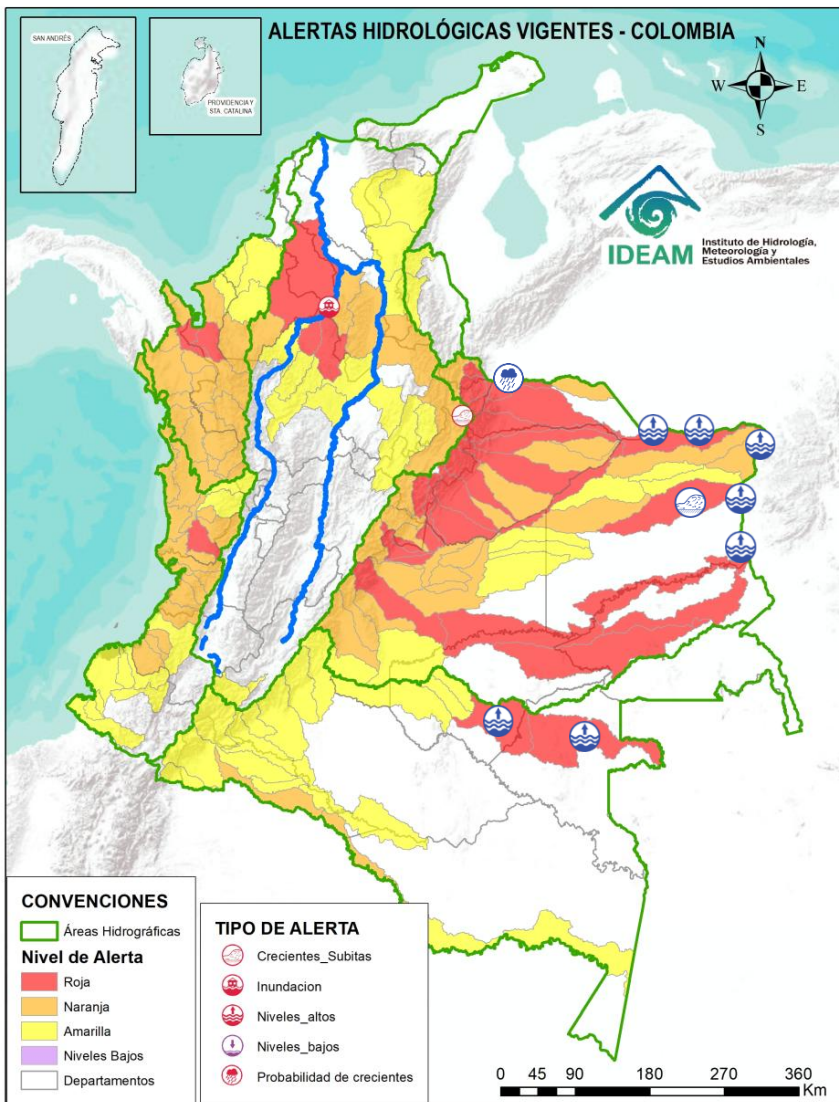 ALERTAS HIDROLÓGICAS VIGENTES - COLOMBIA
SAN ANDRÉS
PROVIDENCIA Y
STA. CATALINA
N
W
E
S
IDEAM
Instituto de Hidrología,
Meteorología y
Estudios Ambientales
CONVENCIONES
Áreas Hidrográficas
Nivel de Alerta
Roja
Naranja
Amarilla
Niveles Bajos
Departamentos
TIPO DE ALERTA
Crecientes_Subitas
Inundacion
Niveles_altos
Niveles_bajos
Probabilidad de crecientes
0 45 90 180 270 360
Km